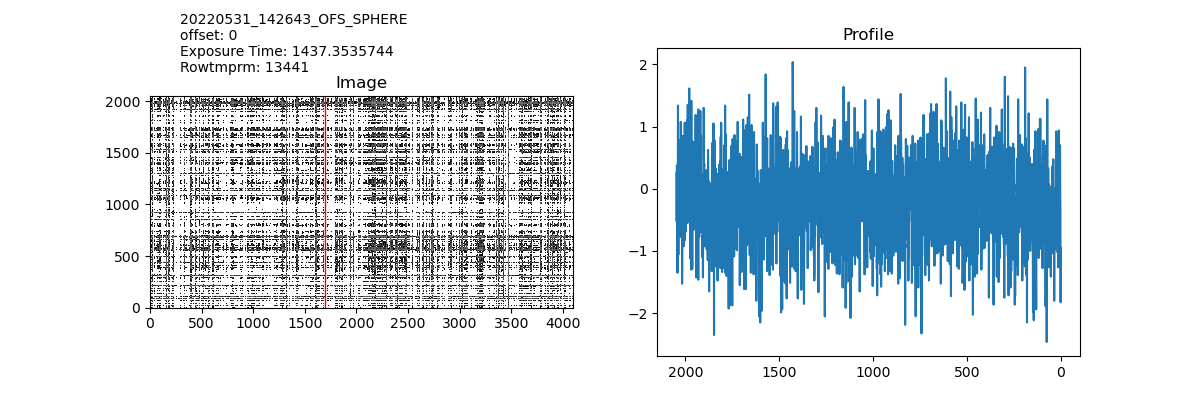 20220531_142643_OFS_SPHERE
offset: 0
Exposure Time: 1437.3535744
Rowtmprm: 13441
Image
2000
1500
1000
500
0
0 500 1000 1500 2000 2500 3000 3500 4000
Profile
2
1
0
−1
−2
2000 1500 1000 500 0